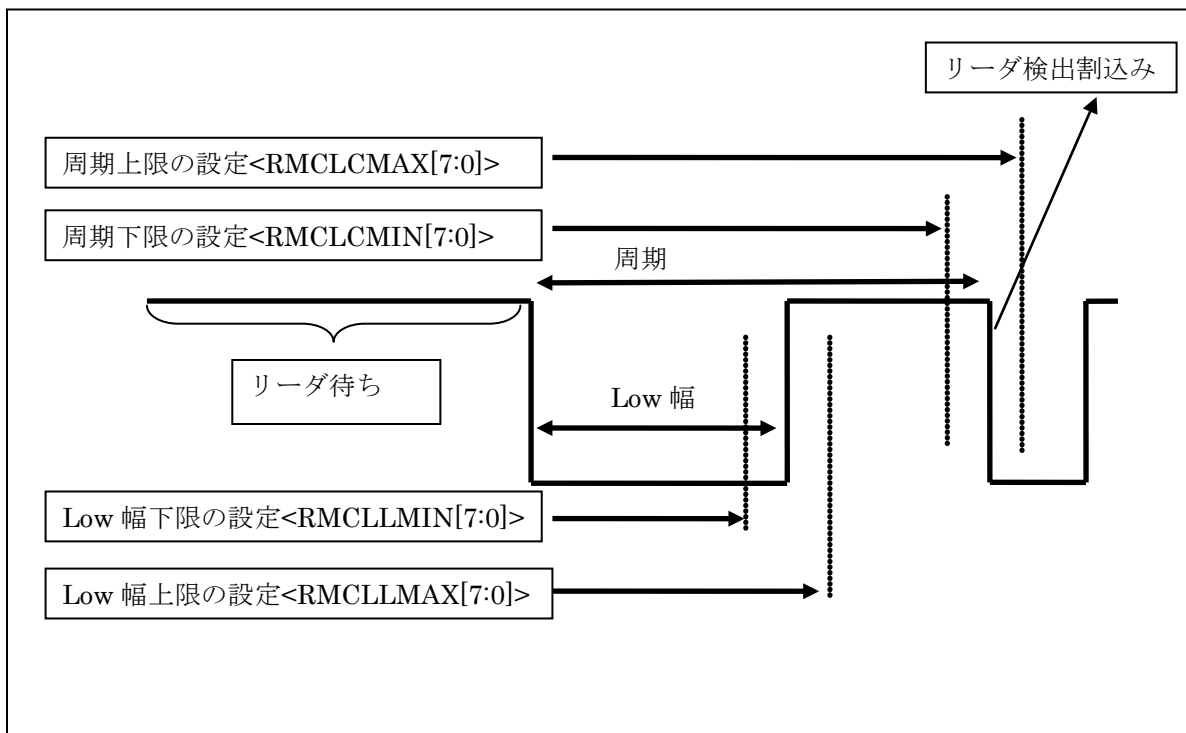 リーダ検出割込み
周期上限の設定<RMCLCMAX[7:0]>
周期下限の設定<RMCLCMIN[7:0]>
周期
リーダ待ち
Low 幅
Low 幅下限の設定<RMCLLMIN[7:0]>
Low 幅上限の設定<RMCLLMAX[7:0]>